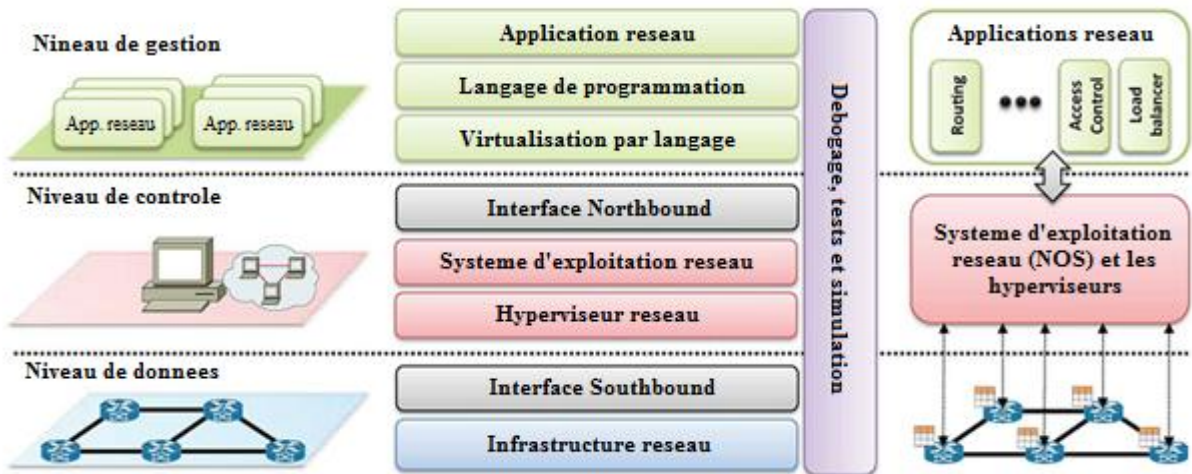 Nineau de gestion
App. reseau
App. reseau
Application reseau
Langage de programmation
Virtualisation par langage
Niveau de controle
Interface Northbound
Systeme d'exploitation reseau
Hyperviseur reseau
Niveau de donnees
Interface Southbound
Infrastructure reseau
Debogage, tests et simulation
Applications reseau
Routing
Access
Control
Load
balancer
Systeme d'exploitation
reseau (NOS) et les
hyperviseurs